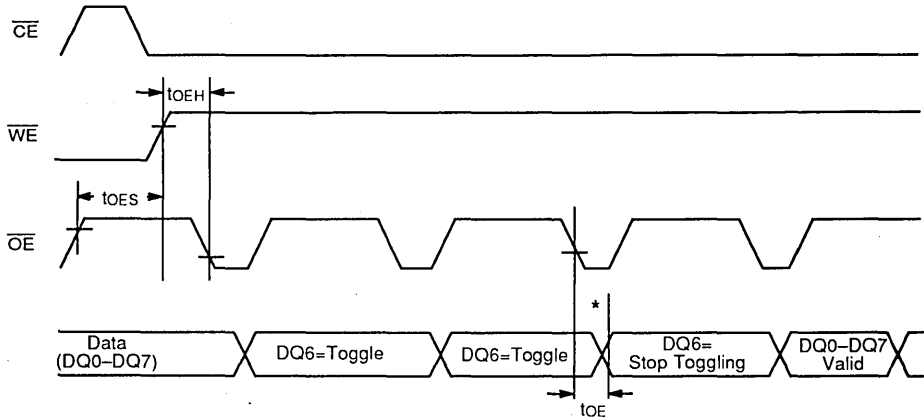 CE
tOEH
WE
tOES
OE
*
Data
(DQ0–DQ7)
DQ6=Toggle
DQ6=Toggle
DQ6=
Stop Toggling
DQ0–DQ7
Valid
tOE